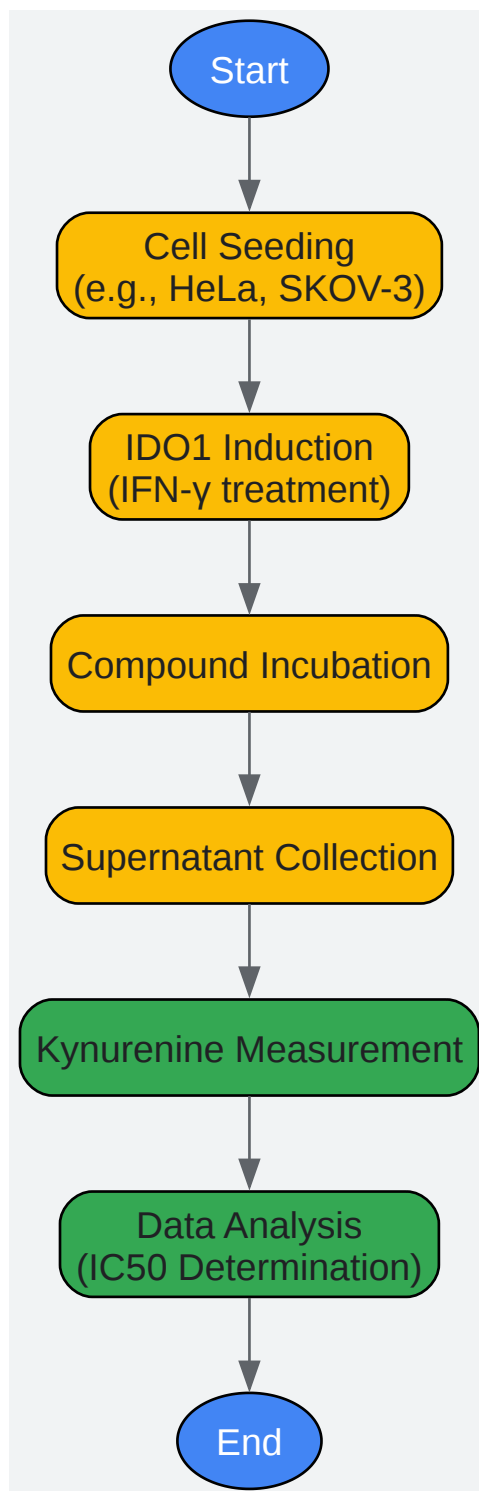 Start
Cell Seeding
(e.g., HeLa, SKOV-3)
IDO1 Induction
(IFN-γ treatment)
Compound Incubation
Supernatant Collection
Kynurenine Measurement
Data Analysis
(IC50 Determination)
End